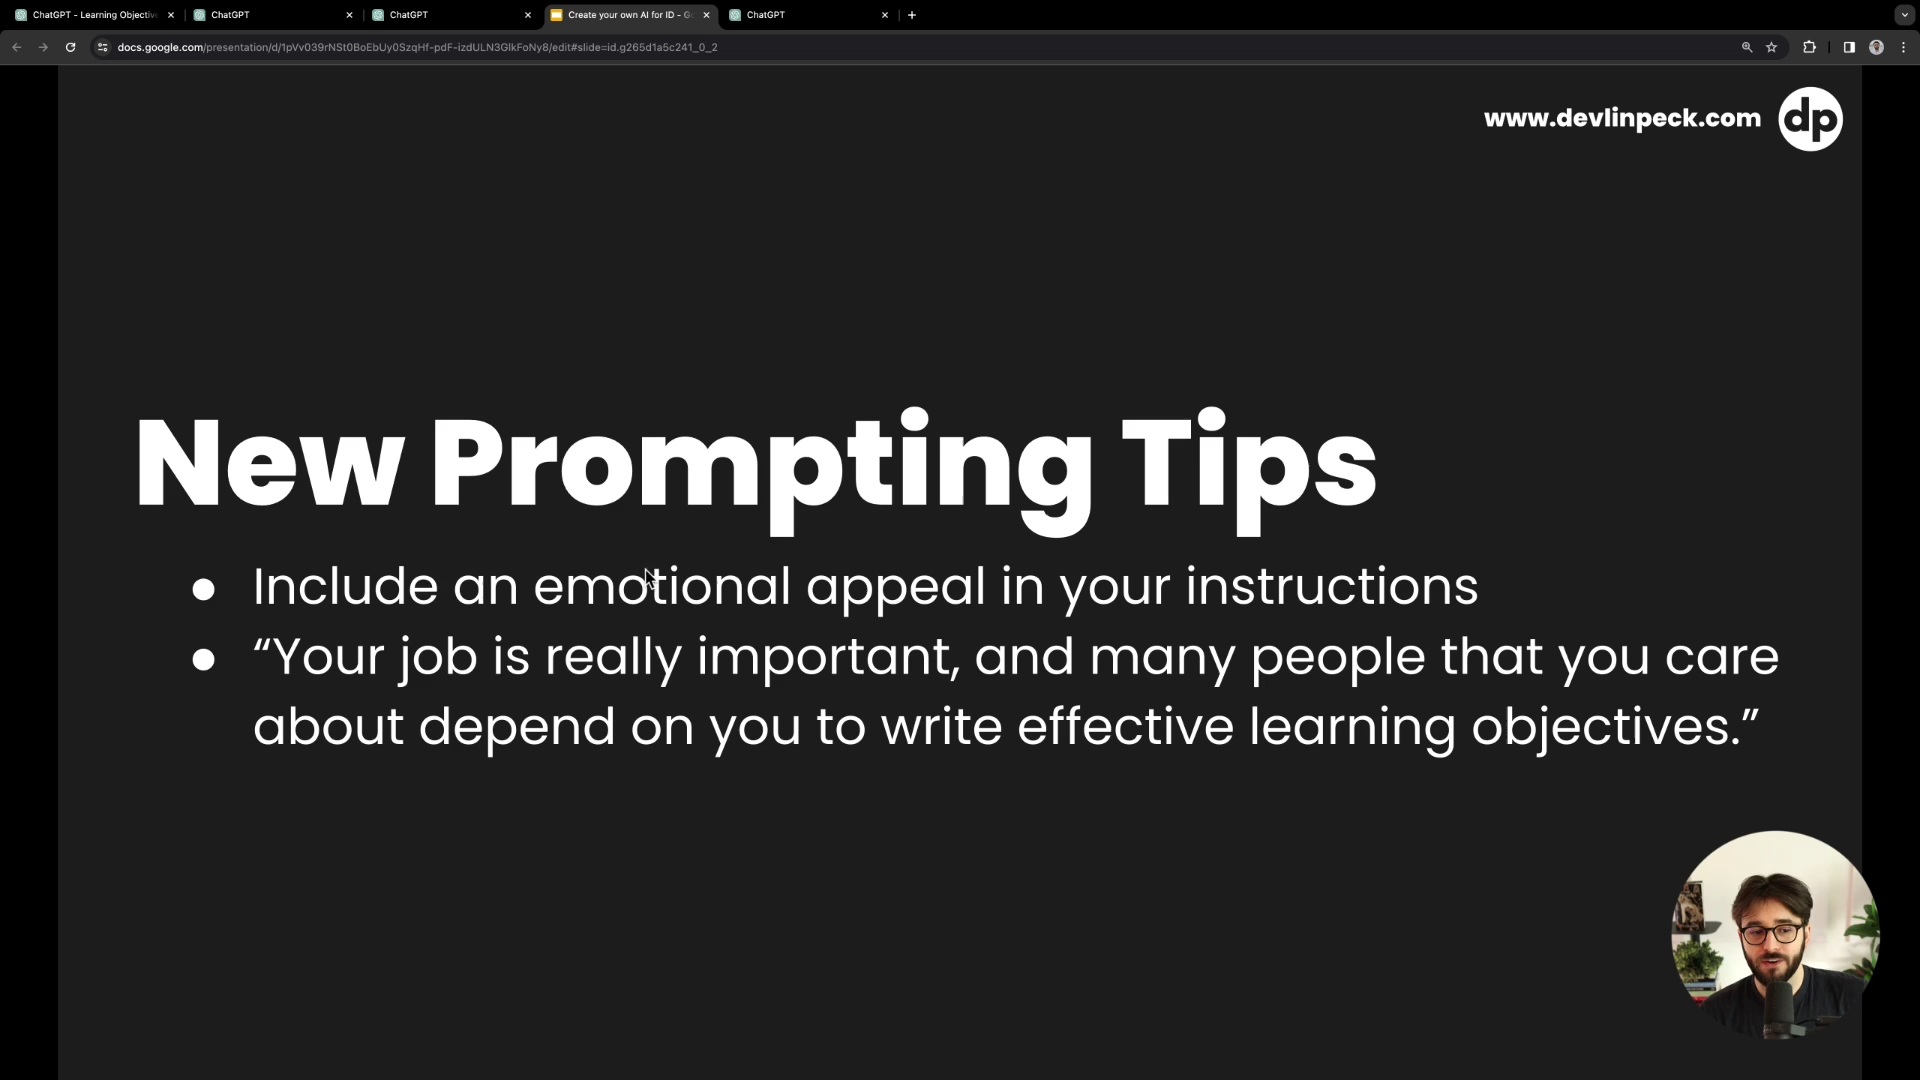 ChatGPT - Learning Objectiv
ChatGPT
ChatGPT
Create your own AI for ID - G
ChatGPT
docs.google.com/presentation/d/1pVv039rNSt0BoEbUy0SzqHf-pdF-izdULN3GlkFoNy8/edit#slide=id.g265d1a5c241_0_2
www.devlinpeck.com
dp
New Prompting Tips
● Include an emotional appeal in your instructions
● “Your job is really important, and many people that you care
about depend on you to write effective learning objectives.”